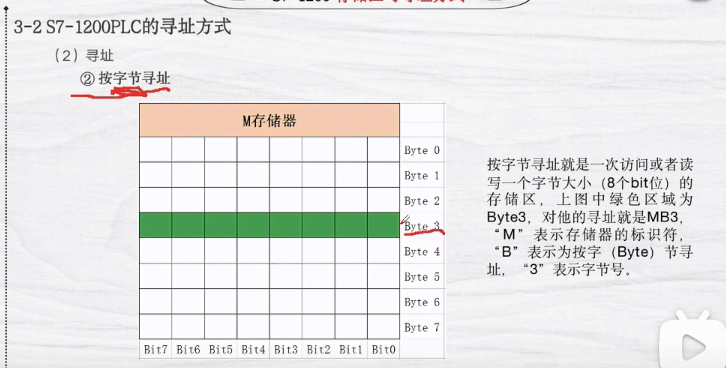 3-2 S7-1200PLC的寻址方式
（2）寻址
② 按字节寻址
M存储器
Byte 0
Byte 1
Byte 2
Byte 3
Byte 4
Byte 5
Byte 6
Byte 7
Bit7 Bit6 Bit5 Bit4 Bit3 Bit2 Bit1 Bit0
按字节寻址就是一次访问或者读
写一个字节大小（8个bit位）的
存储区，上图中绿色区域为
Byte3，对他的寻址就是MB3，
“M”表示存储器的标识符，
“B”表示为按字（Byte）节寻
址，“3”表示字节号。